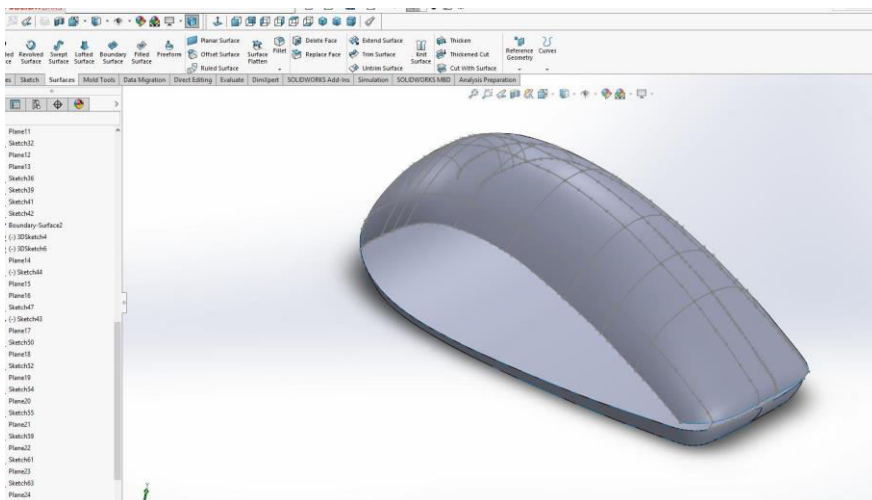 SOLIDWORKS
Revolved Surface
Swept Surface
Lofted Surface
Boundary Surface
Filled Surface
Freeform
Planar Surface
Offset Surface
Ruled Surface
Surface Flatten
Fillet
Delete Face
Replace Face
Extend Surface
Trim Surface
Untrim Surface
Knit Surface
Thicken
Thickened Cut
Cut With Surface
Reference Geometry
Curves
Sketch Surfaces Mold Tools Data Migration Direct Editing Evaluate DimXpert SOLIDWORKS Add-Ins Simulation SOLIDWORKS MBD Analysis Preparation
Plane11
Sketch32
Plane12
Plane13
Sketch36
Sketch39
Sketch41
Sketch42
Boundary-Surface2
(-) 3DSketch4
(-) 3DSketch6
Plane14
(-) Sketch44
Plane15
Plane16
Sketch47
(-) Sketch43
Plane17
Sketch50
Plane18
Sketch52
Plane19
Sketch54
Plane20
Sketch55
Plane21
Sketch59
Plane22
Sketch61
Plane23
Sketch63
Plane24